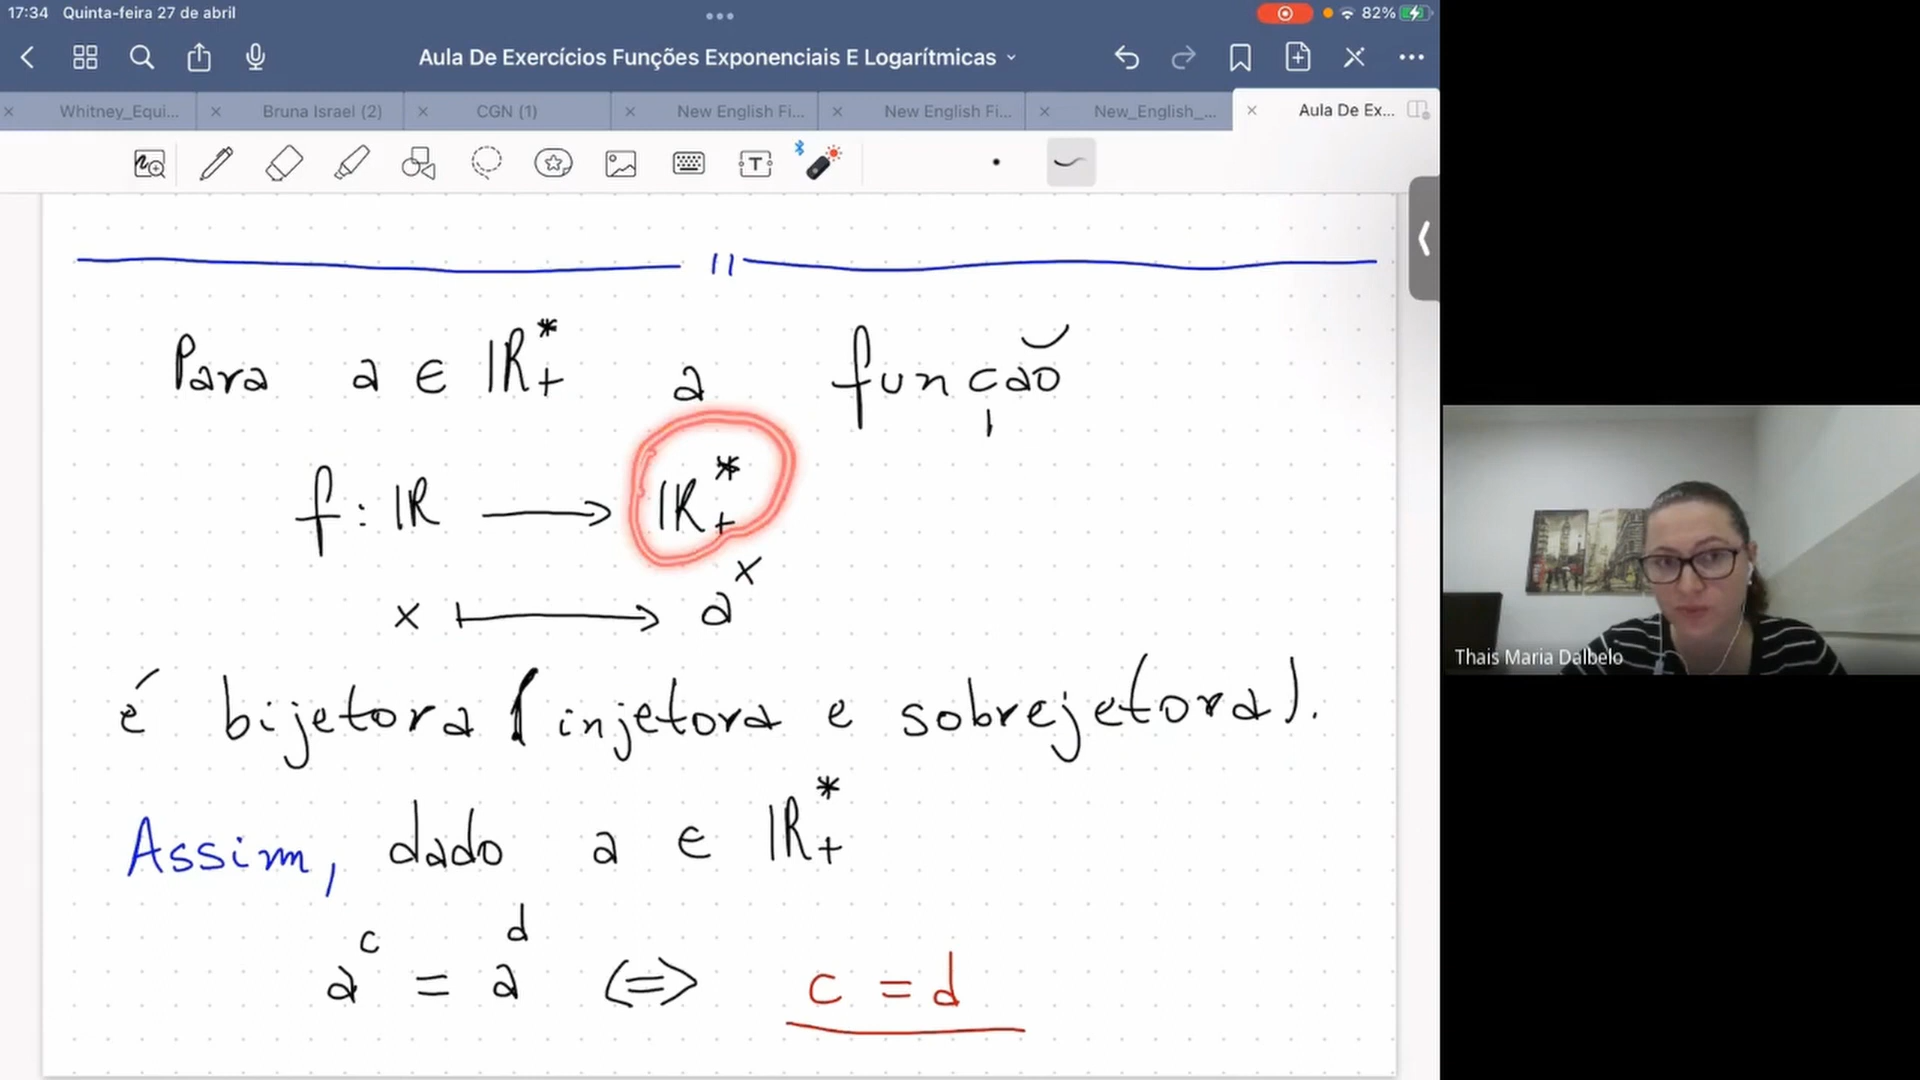 17:34 Quinta-feira 27 de abril
82%
Aula De Exercícios Funções Exponenciais E Logarítmicas
Whitney_Equi... Bruna Israel (2) CGN (1) New English Fi... New English Fi... New_English_... Aula De Ex...
Para a ∈ ℝ₊* a função
f : ℝ → ℝ₊*
x ↦ aˣ
é bijetora (injetora e sobrejetora).
Assim, dado a ∈ ℝ₊*
a^c = a^d <=> c = d
Thais Maria Dalbelo